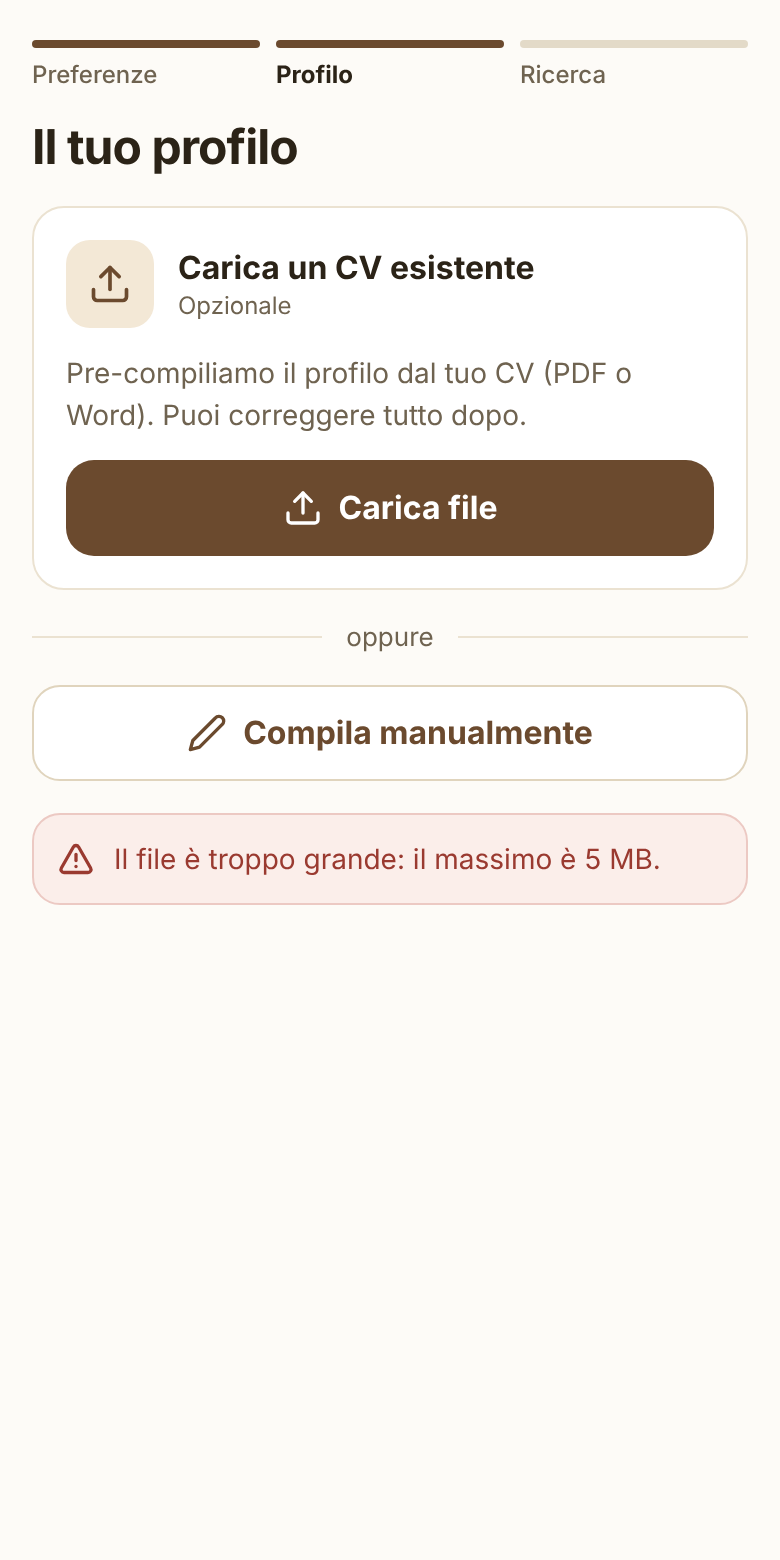 Preferenze
Profilo
Ricerca
Il tuo profilo
Carica un CV esistente
Opzionale
Pre-compiliamo il profilo dal tuo CV (PDF o
Word). Puoi correggere tutto dopo.
Carica file
oppure
Compila manualmente
Il file è troppo grande: il massimo è 5 MB.